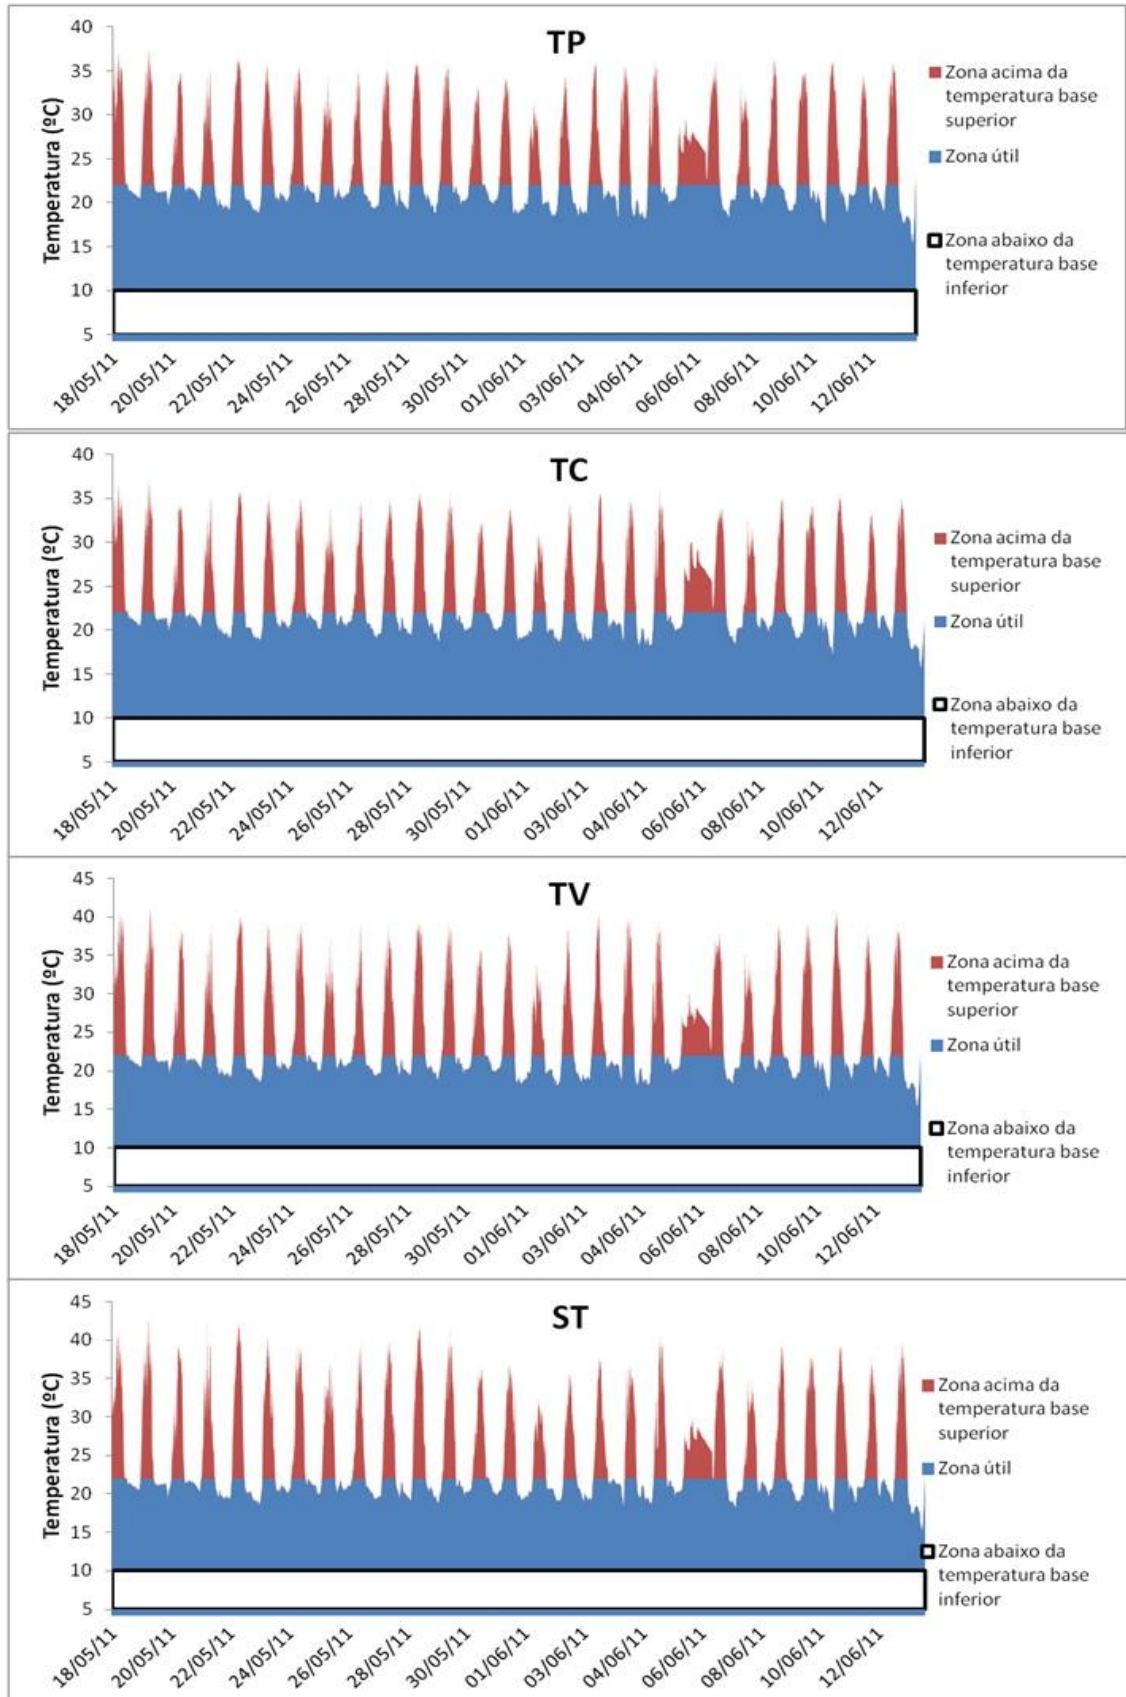 TP
Temperatura (ºC)
40
35
30
25
20
15
10
5
18/05/11
20/05/11
22/05/11
24/05/11
26/05/11
28/05/11
30/05/11
01/06/11
03/06/11
04/06/11
06/06/11
08/06/11
10/06/11
12/06/11
Zona acima da
temperatura base
superior
Zona útil
Zona abaixo da
temperatura base
inferior
TC
Temperatura (ºC)
40
35
30
25
20
15
10
5
18/05/11
20/05/11
22/05/11
24/05/11
26/05/11
28/05/11
30/05/11
01/06/11
03/06/11
04/06/11
06/06/11
08/06/11
10/06/11
12/06/11
Zona acima da
temperatura base
superior
Zona útil
Zona abaixo da
temperatura base
inferior
TV
Temperatura (ºC)
45
40
35
30
25
20
15
10
5
18/05/11
20/05/11
22/05/11
24/05/11
26/05/11
28/05/11
30/05/11
01/06/11
03/06/11
04/06/11
06/06/11
08/06/11
10/06/11
12/06/11
Zona acima da
temperatura base
superior
Zona útil
Zona abaixo da
temperatura base
inferior
ST
Temperatura (ºC)
45
40
35
30
25
20
15
10
5
18/05/11
20/05/11
22/05/11
24/05/11
26/05/11
28/05/11
30/05/11
01/06/11
03/06/11
04/06/11
06/06/11
08/06/11
10/06/11
12/06/11
Zona acima da
temperatura base
superior
Zona útil
Zona abaixo da
temperatura base
inferior